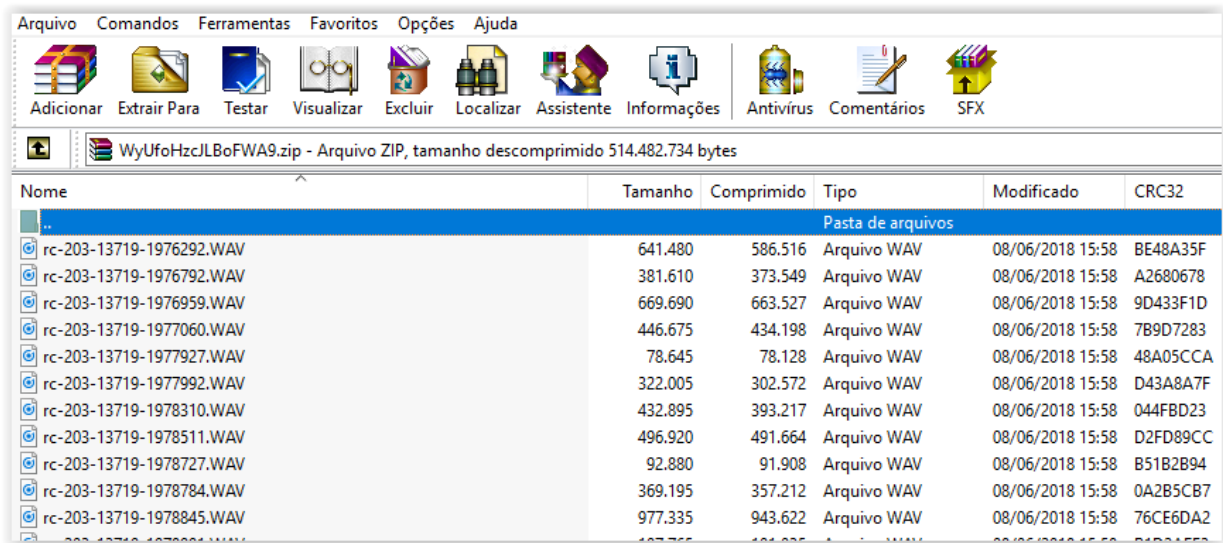 Arquivo Comandos Ferramentas Favoritos Opções Ajuda
Adicionar Extrair Para Testar Visualizar Excluir Localizar Assistente Informações Antivírus Comentários SFX
WyUfoHzcJLBoFWA9.zip - Arquivo ZIP, tamanho descomprimido 514.482.734 bytes
Nome Tamanho Comprimido Tipo Modificado CRC32
.. Pasta de arquivos
rc-203-13719-1976292.WAV 641.480 586.516 Arquivo WAV 08/06/2018 15:58 BE48A35F
rc-203-13719-1976792.WAV 381.610 373.549 Arquivo WAV 08/06/2018 15:58 A2680678
rc-203-13719-1976959.WAV 669.690 663.527 Arquivo WAV 08/06/2018 15:58 9D433F1D
rc-203-13719-1977060.WAV 446.675 434.198 Arquivo WAV 08/06/2018 15:58 7B9D7283
rc-203-13719-1977927.WAV 78.645 78.128 Arquivo WAV 08/06/2018 15:58 48A05CCA
rc-203-13719-1977992.WAV 322.005 302.572 Arquivo WAV 08/06/2018 15:58 D43A8A7F
rc-203-13719-1978310.WAV 432.895 393.217 Arquivo WAV 08/06/2018 15:58 044FBD23
rc-203-13719-1978511.WAV 496.920 491.664 Arquivo WAV 08/06/2018 15:58 D2FD89CC
rc-203-13719-1978727.WAV 92.880 91.908 Arquivo WAV 08/06/2018 15:58 B51B2B94
rc-203-13719-1978784.WAV 369.195 357.212 Arquivo WAV 08/06/2018 15:58 0A2B5CB7
rc-203-13719-1978845.WAV 977.335 943.622 Arquivo WAV 08/06/2018 15:58 76CE6DA2